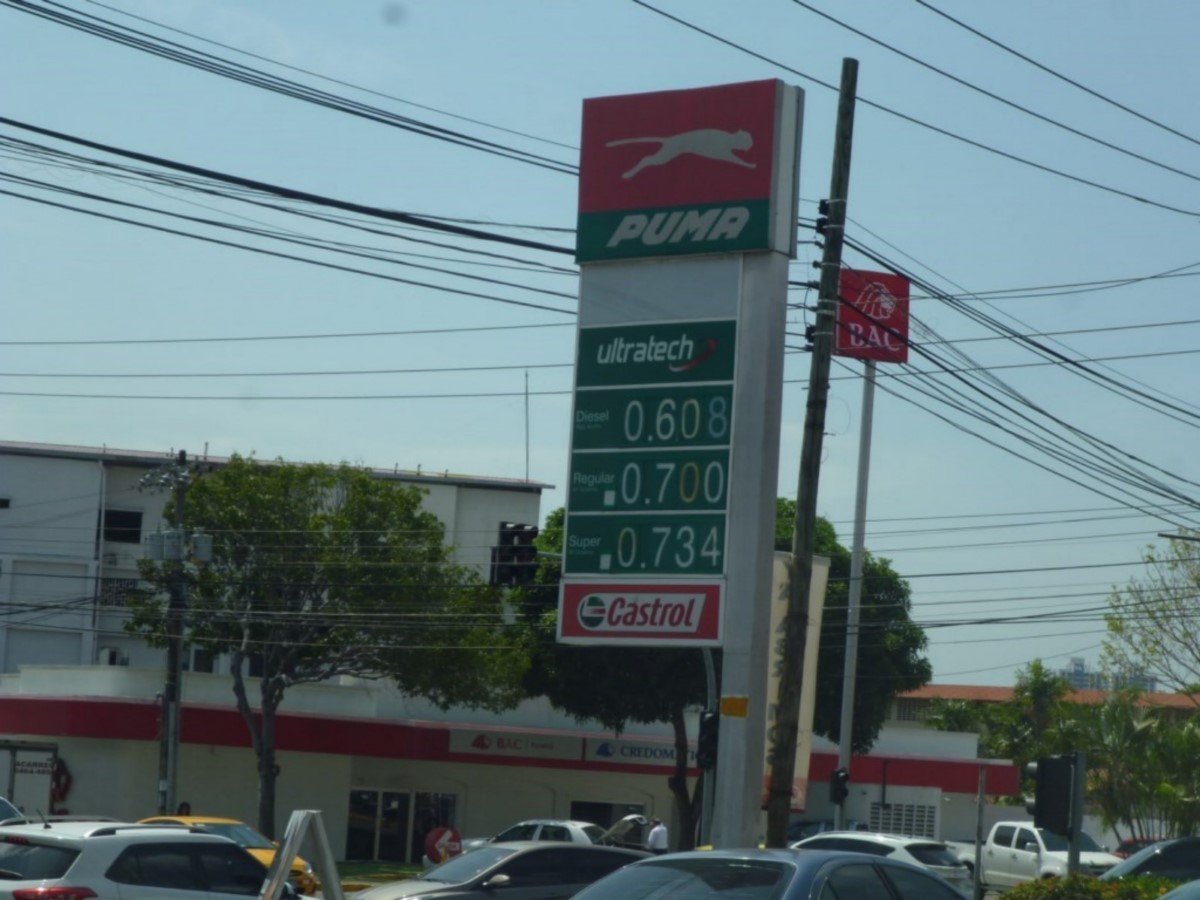 PUMA
BAC
ultratech
Diesel 0.608
Regular 0.700
Super 0.734
Castrol
BAC
CREDOMATIC